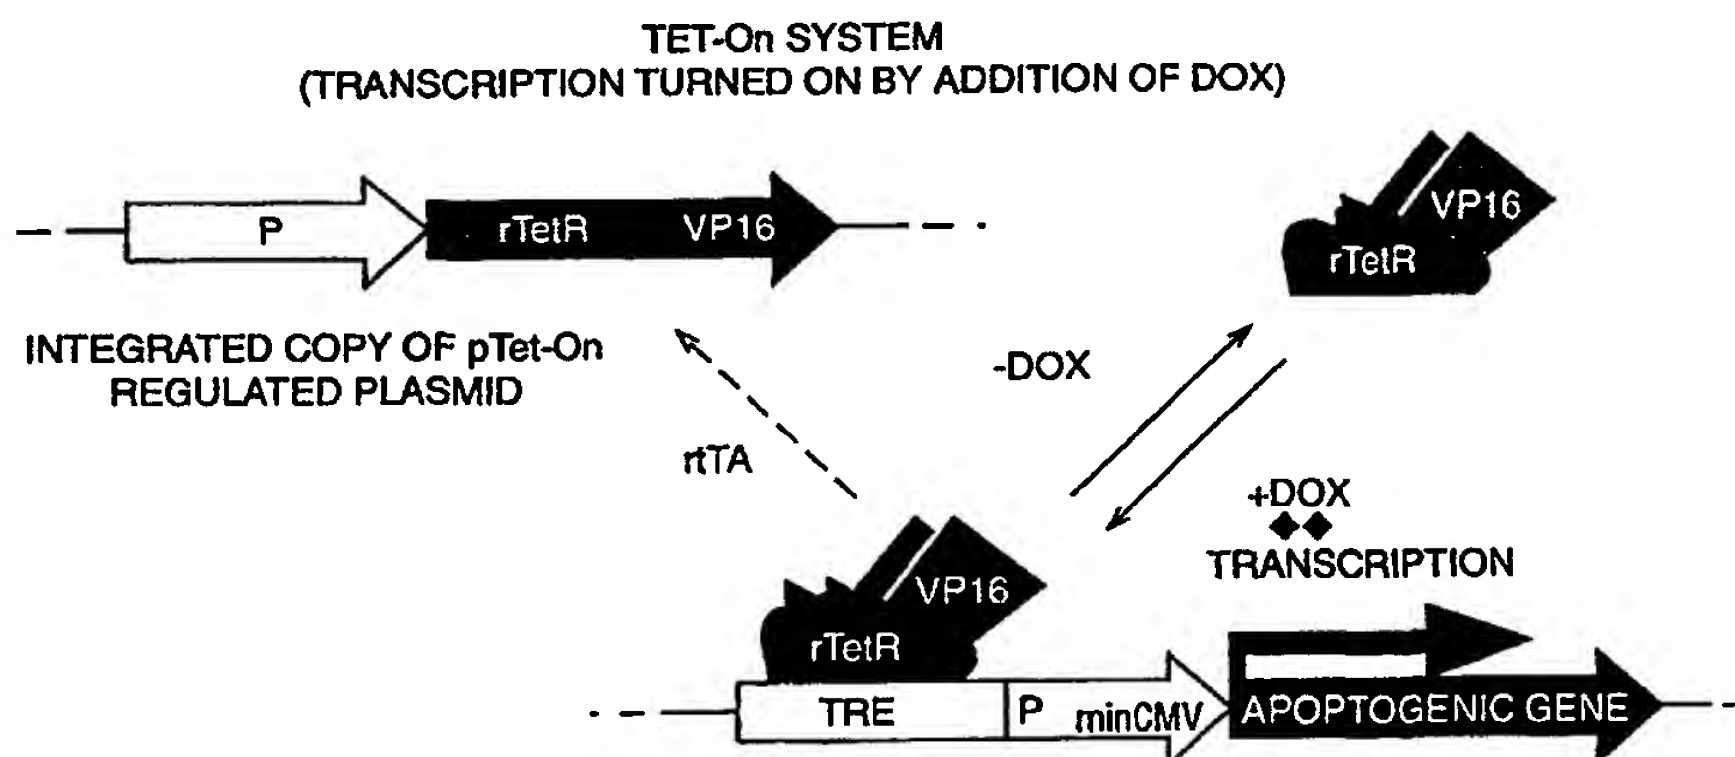 TET-On SYSTEM
(TRANSCRIPTION TURNED ON BY ADDITION OF DOX)
P
rTetR VP16
VP16
rTetR
INTEGRATED COPY OF pTet-On
REGULATED PLASMID
-DOX
rtTA
+DOX
TRANSCRIPTION
VP16
rTetR
TRE
P minCMV
APOPTOGENIC GENE